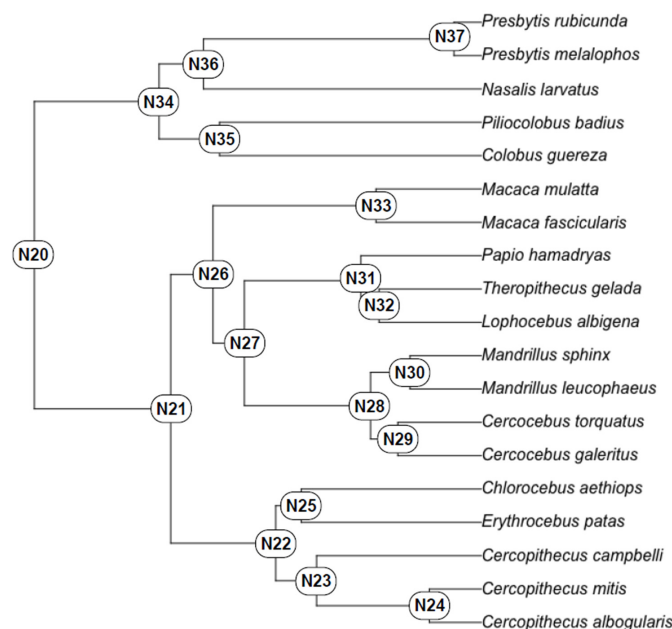 Presbytis rubicunda
N37
Presbytis melalophos
N36
Nasalis larvatus
N34
Piliocolobus badius
N35
Colobus guereza
Macaca mulatta
N33
Macaca fascicularis
N20
Papio hamadryas
N26
N31
Theropithecus gelada
N32
Lophocebus albigena
N27
Mandrillus sphinx
N30
Mandrillus leucophaeus
N28
N21
Cercocebus torquatus
N29
Cercocebus galeritus
Chlorocebus aethiops
N25
Erythrocebus patas
N22
Cercopithecus campbelli
N23
Cercopithecus mitis
N24
Cercopithecus albogularis